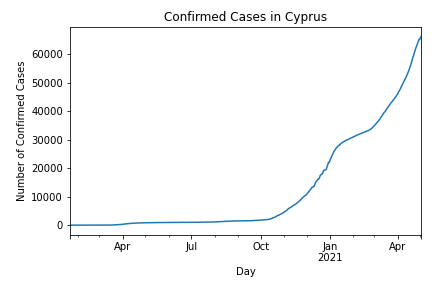 Confirmed Cases in Cyprus
Number of Confirmed Cases
60000
50000
40000
30000
20000
10000
0
Apr
Jul
Oct
Jan
2021
Apr
Day